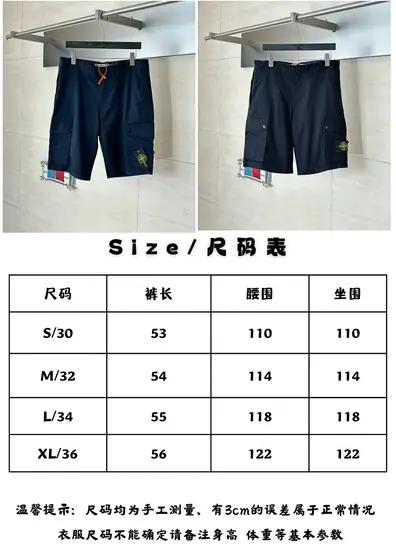 Size/尺码表
尺码 裤长 腰围 坐围
S/30 53 110 110
M/32 54 114 114
L/34 55 118 118
XL/36 56 122 122
温馨提示：尺码均为手工测量、有3cm的误差属于正常情况
衣服尺码不能确定请备注身高 体重等基本参数